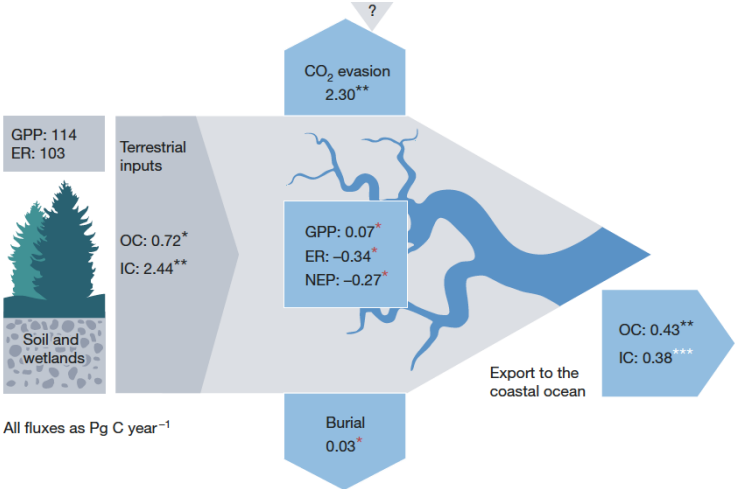 ?
CO₂ evasion
2.30**
GPP: 114
ER: 103
Terrestrial
inputs
OC: 0.72*
IC: 2.44**
GPP: 0.07*
ER: –0.34*
NEP: –0.27*
Soil and
wetlands
OC: 0.43**
IC: 0.38***
Export to the
coastal ocean
Burial
0.03*
All fluxes as Pg C year⁻¹